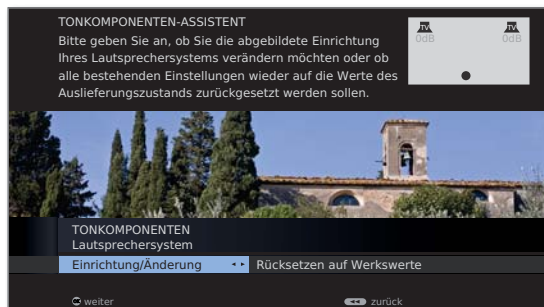 TONKOMPONENTEN-ASSISTENT
Bitte geben Sie an, ob Sie die abgebildete Einrichtung
Ihres Lautsprechersystems verändern möchten oder ob
alle bestehenden Einstellungen wieder auf die Werte des
Auslieferungszustands zurückgesetzt werden sollen.
TV TV
0dB 0dB
TONKOMPONENTEN
Lautsprechersystem
Einrichtung/Änderung Rücksetzen auf Werkswerte
weiter zurück